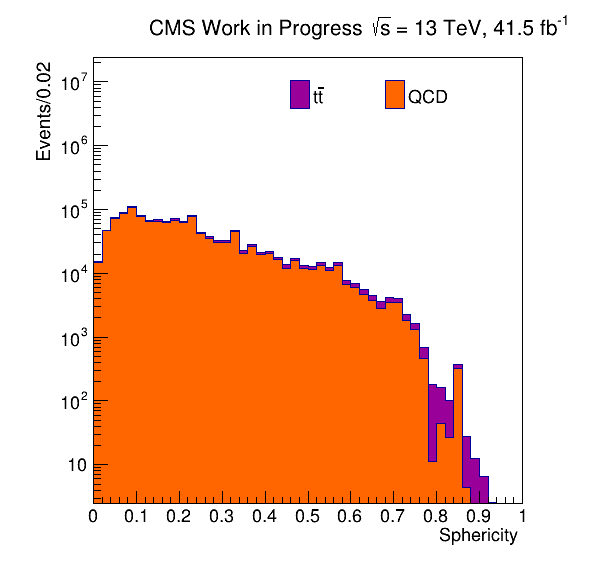 CMS Work in Progress √s = 13 TeV, 41.5 fb⁻¹
Events/0.02
tt̄
QCD
10⁷
10⁶
10⁵
10⁴
10³
10²
10
0 0.1 0.2 0.3 0.4 0.5 0.6 0.7 0.8 0.9 1
Sphericity